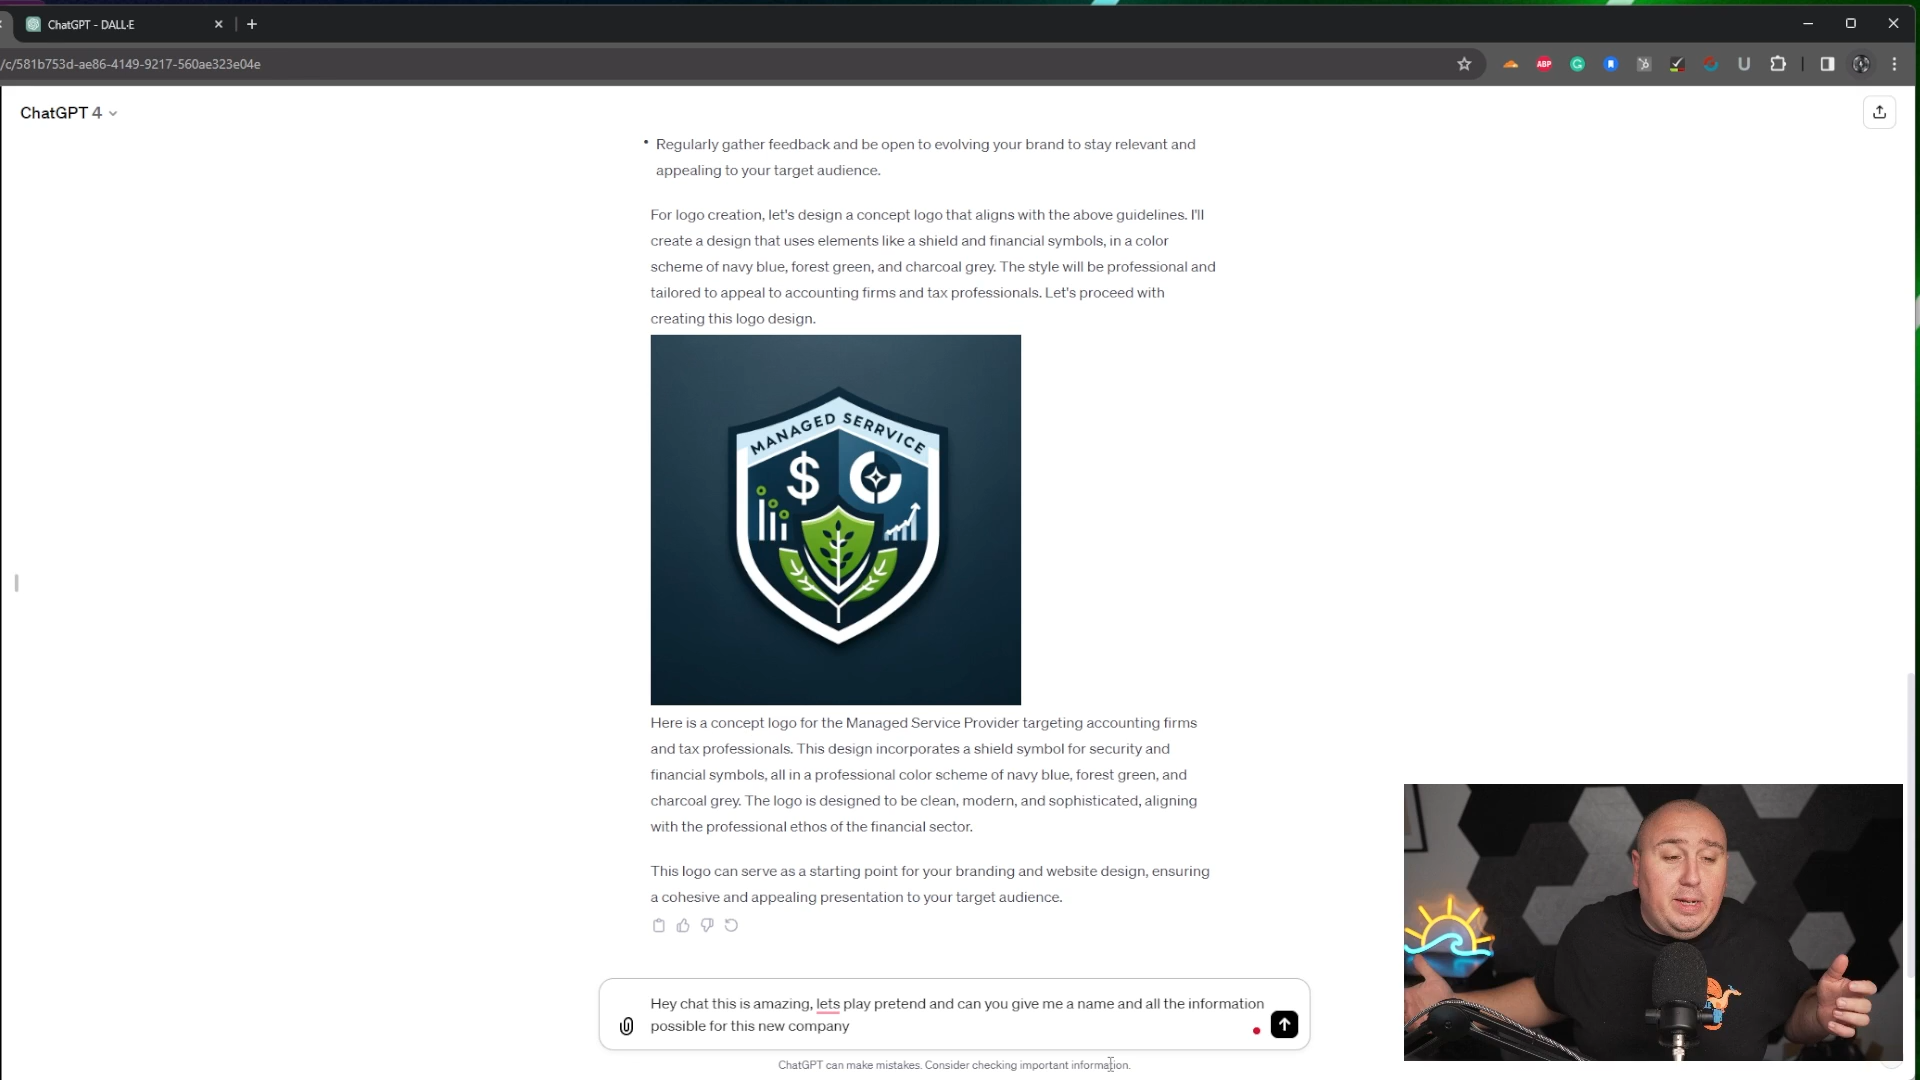 ChatGPT - DALL·E
/c/581b753d-ae86-4149-9217-560ae323e04e
ABP
ChatGPT 4
• Regularly gather feedback and be open to evolving your brand to stay relevant and
appealing to your target audience.
For logo creation, let's design a concept logo that aligns with the above guidelines. I'll
create a design that uses elements like a shield and financial symbols, in a color
scheme of navy blue, forest green, and charcoal grey. The style will be professional and
tailored to appeal to accounting firms and tax professionals. Let's proceed with
creating this logo design.
MANAGED SERRVICE
$
Here is a concept logo for the Managed Service Provider targeting accounting firms
and tax professionals. This design incorporates a shield symbol for security and
financial symbols, all in a professional color scheme of navy blue, forest green, and
charcoal grey. The logo is designed to be clean, modern, and sophisticated, aligning
with the professional ethos of the financial sector.
This logo can serve as a starting point for your branding and website design, ensuring
a cohesive and appealing presentation to your target audience.
Hey chat this is amazing, lets play pretend and can you give me a name and all the information
possible for this new company
ChatGPT can make mistakes. Consider checking important information.